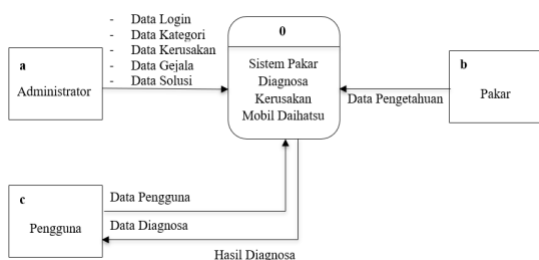 - Data Login
- Data Kategori
- Data Kerusakan
- Data Gejala
- Data Solusi
a
Administrator
0
Sistem Pakar
Diagnosa
Kerusakan
Mobil Daihatsu
b
Pakar
Data Pengetahuan
c
Pengguna
Data Pengguna
Data Diagnosa
Hasil Diagnosa